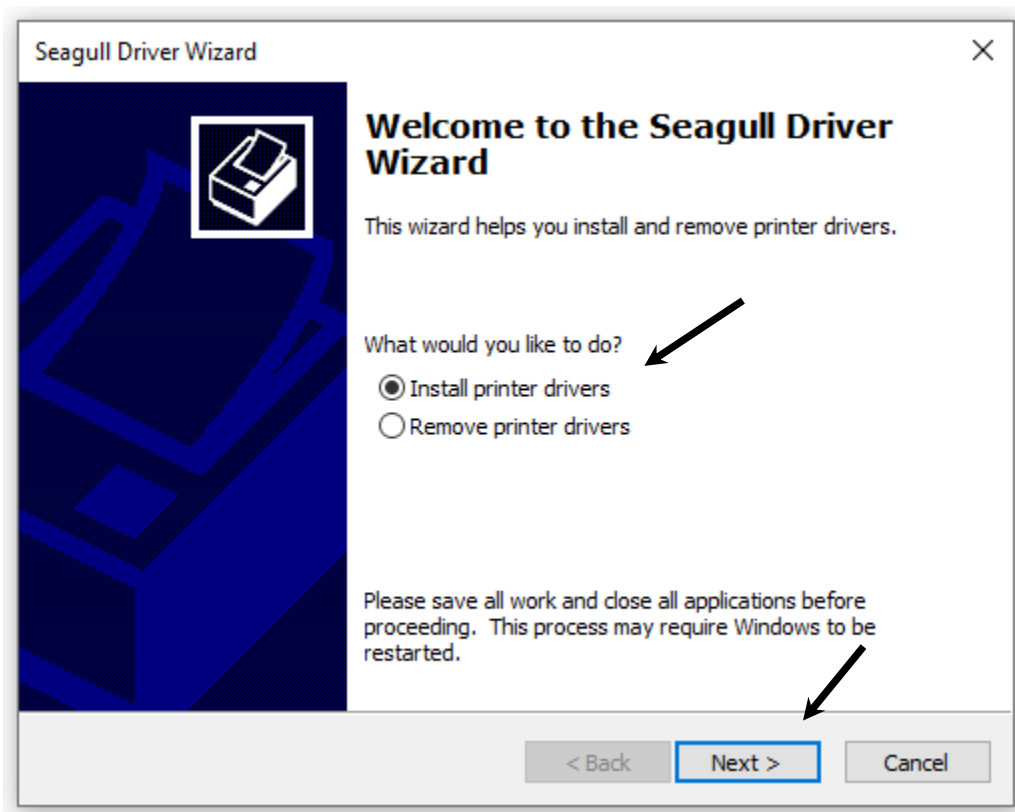 Seagull Driver Wizard
Welcome to the Seagull Driver
Wizard
This wizard helps you install and remove printer drivers.
What would you like to do?
Install printer drivers
Remove printer drivers
Please save all work and close all applications before
proceeding.  This process may require Windows to be
restarted.
< Back Next > Cancel